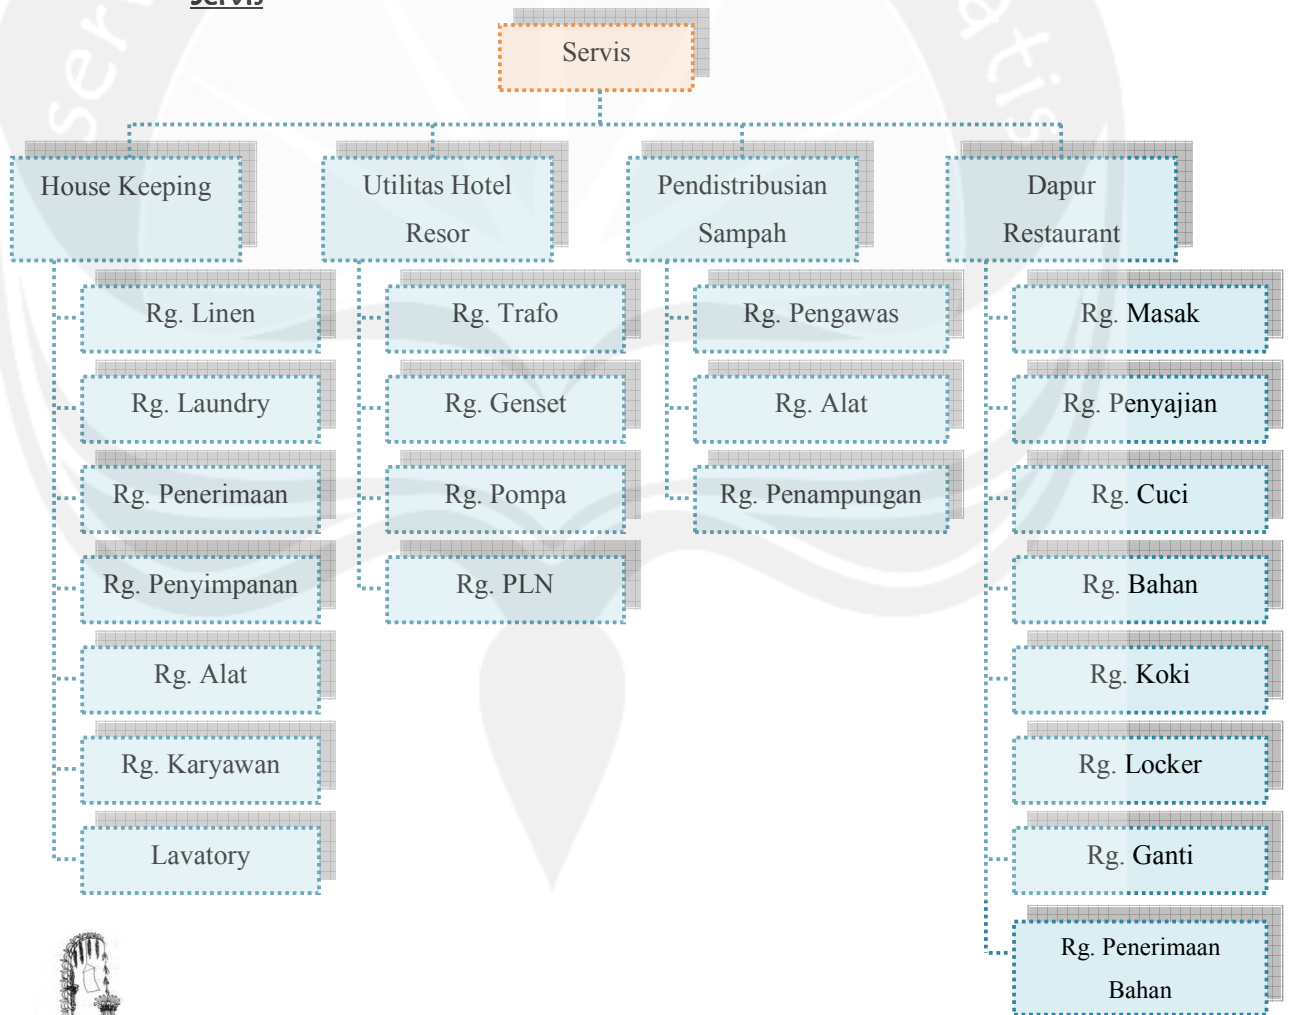 Servis
Servis
House Keeping
Rg. Linen
Rg. Laundry
Rg. Penerimaan
Rg. Penyimpanan
Rg. Alat
Rg. Karyawan
Lavatory
Utilitas Hotel
Resor
Rg. Trafo
Rg. Genset
Rg. Pompa
Rg. PLN
Pendistribusian
Sampah
Rg. Pengawas
Rg. Alat
Rg. Penampungan
Dapur
Restaurant
Rg. Masak
Rg. Penyajian
Rg. Cuci
Rg. Bahan
Rg. Koki
Rg. Locker
Rg. Ganti
Rg. Penerimaan
Bahan